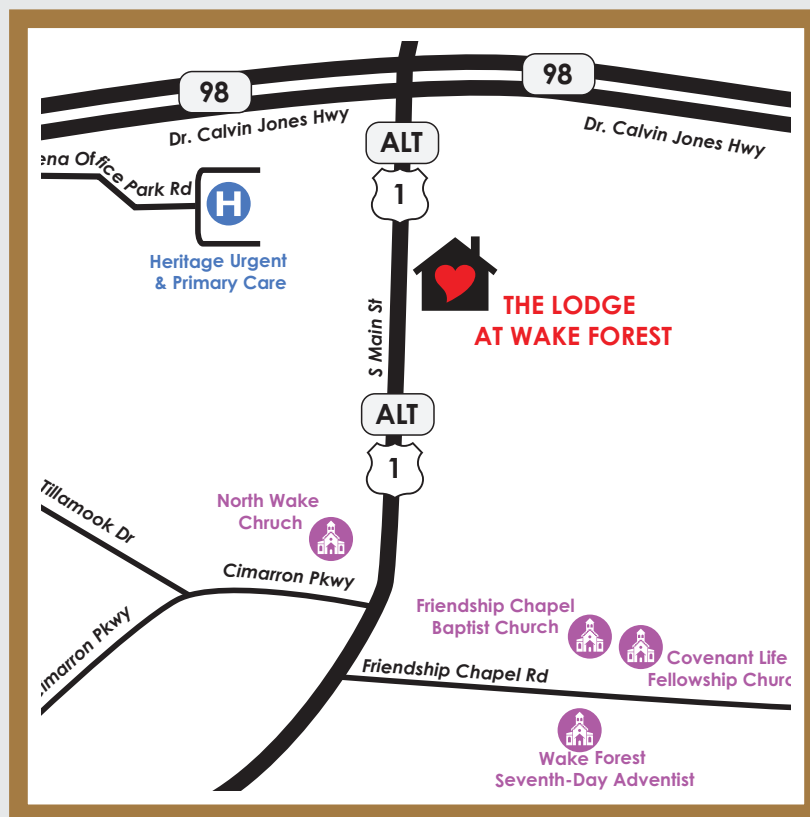 98
98
Dr. Calvin Jones Hwy
Dr. Calvin Jones Hwy
ALT
1
ena Office Park Rd
H
Heritage Urgent
& Primary Care
THE LODGE
AT WAKE FOREST
S Main St
ALT
1
North Wake
Chruch
Tillamook Dr
Cimarron Pkwy
imarron Pkwy
Friendship Chapel
Baptist Church
Covenant Life
Fellowship Churc
Friendship Chapel Rd
Wake Forest
Seventh-Day Adventist